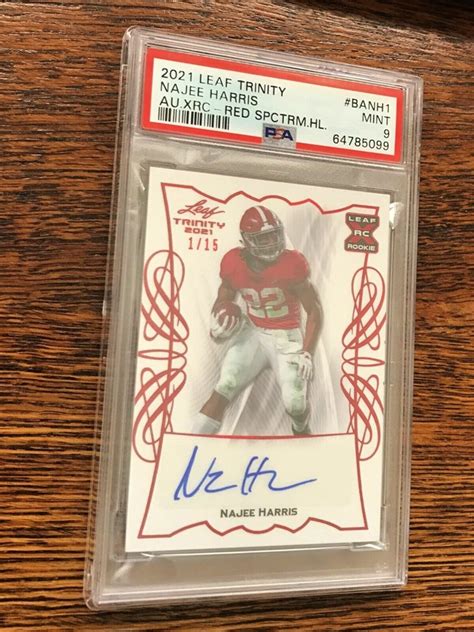 2021 LEAF TRINITY #BANH1
NAJEE HARRIS MINT
AU.XRC - RED SPCTRM.HL. 9
PSA 64785099
Leaf
TRINITY
2021
1/15
LEAF
XRC
ROOKIE
22
NAJEE HARRIS